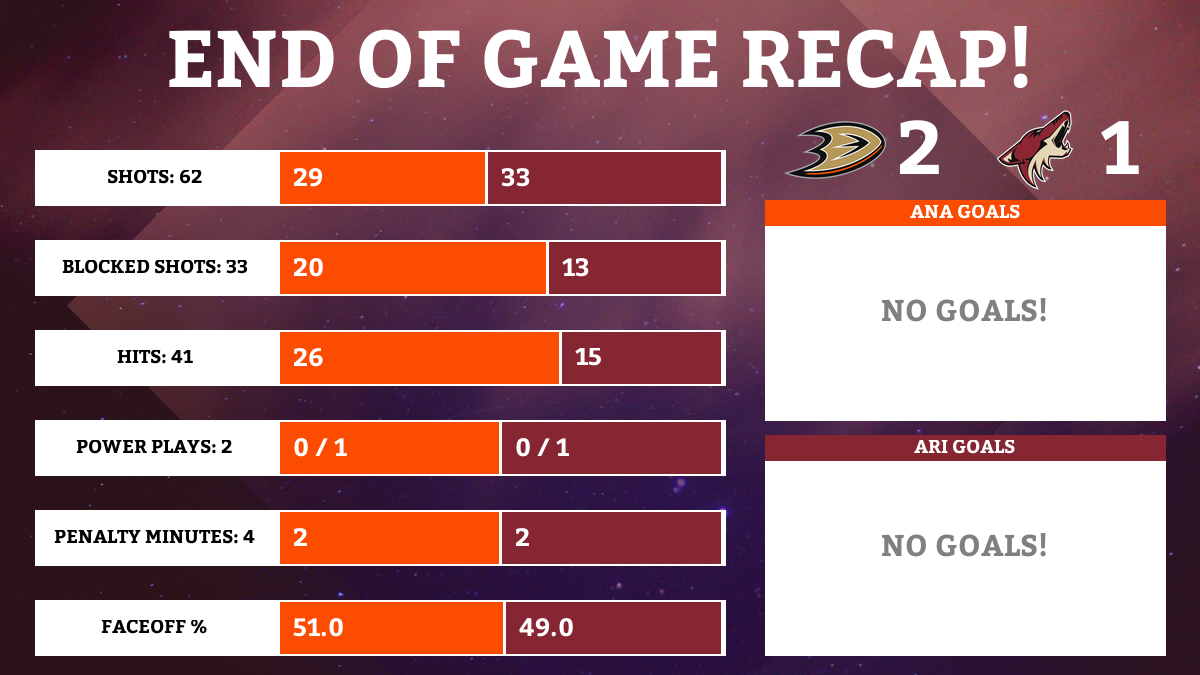 END OF GAME RECAP!
2
1
SHOTS: 62
29
33
BLOCKED SHOTS: 33
20
13
HITS: 41
26
15
POWER PLAYS: 2
0 / 1
0 / 1
PENALTY MINUTES: 4
2
2
FACEOFF %
51.0
49.0
ANA GOALS
NO GOALS!
ARI GOALS
NO GOALS!